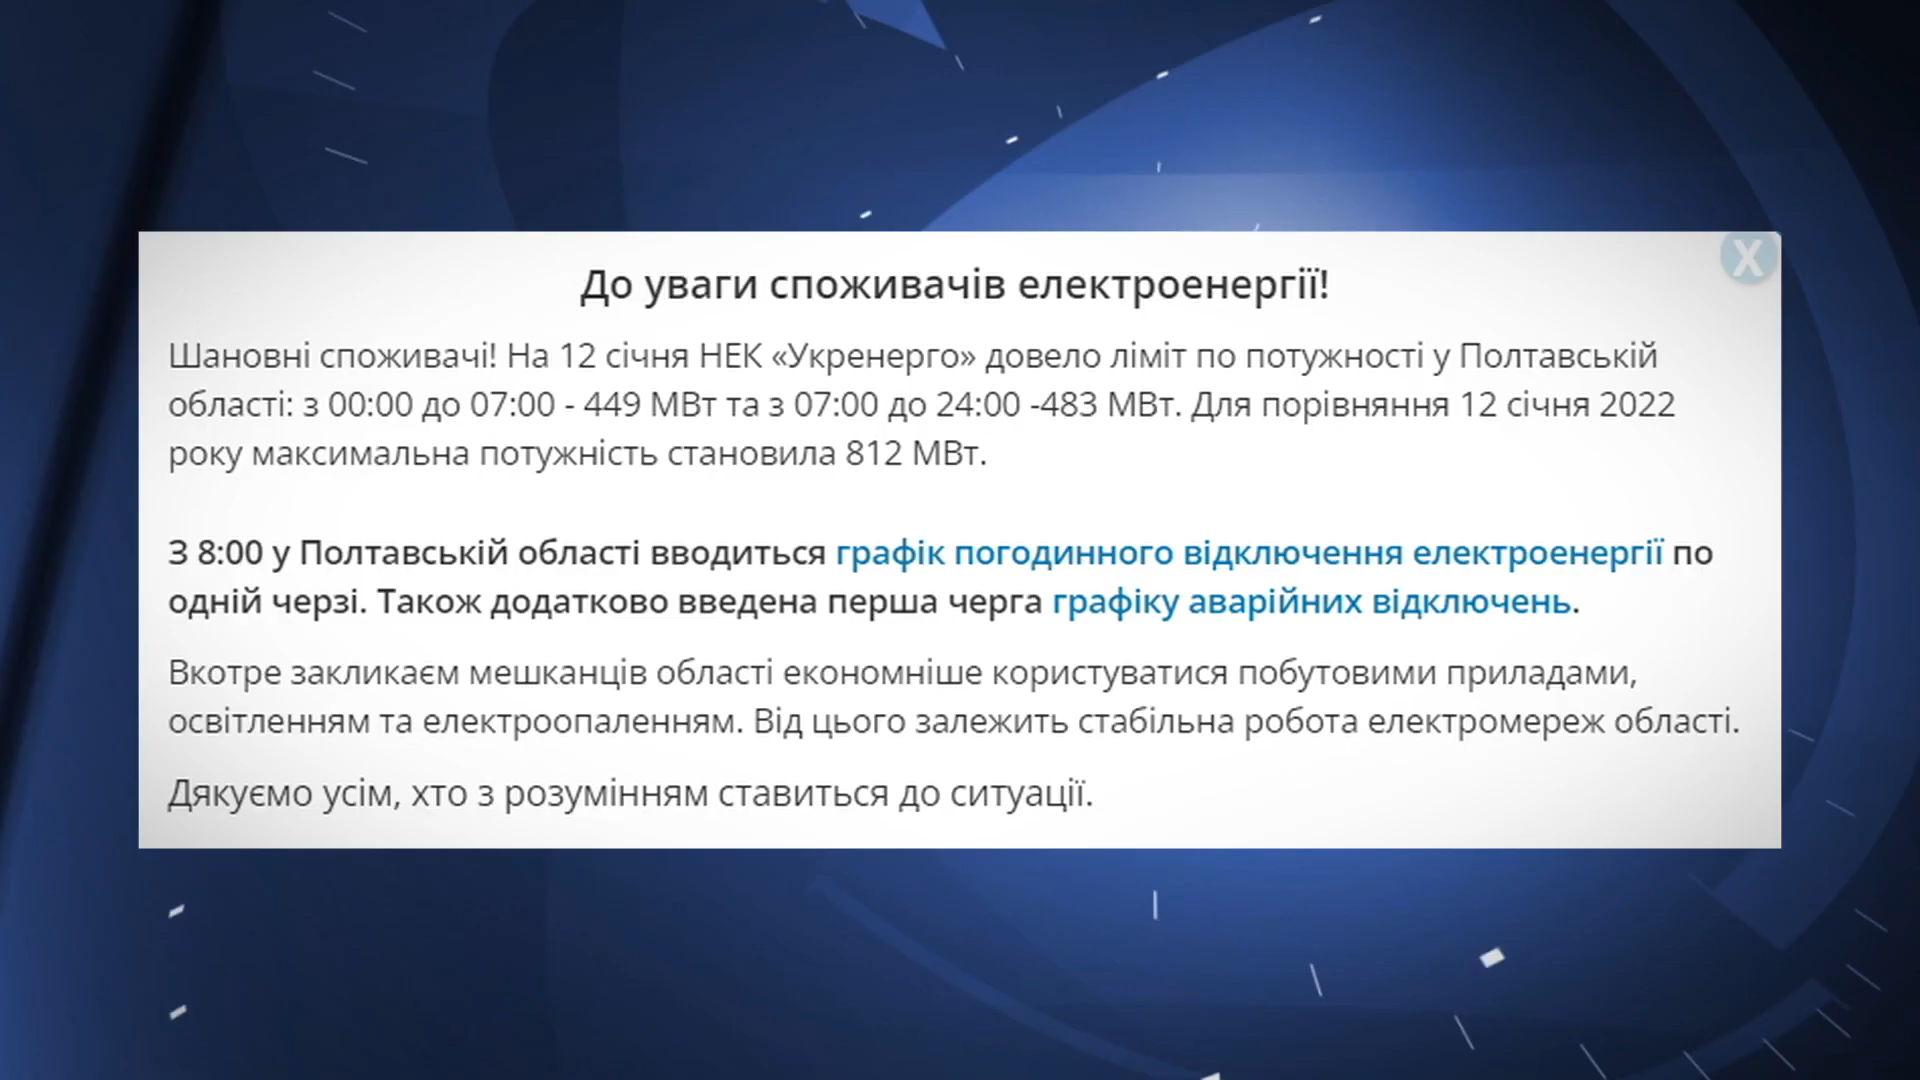 До уваги споживачів електроенергії!
Шановні споживачі! На 12 січня НЕК «Укренерго» довело ліміт по потужності у Полтавській
області: з 00:00 до 07:00 - 449 МВт та з 07:00 до 24:00 -483 МВт. Для порівняння 12 січня 2022
року максимальна потужність становила 812 МВт.
З 8:00 у Полтавській області вводиться графік погодинного відключення електроенергії по
одній черзі. Також додатково введена перша черга графіку аварійних відключень.
Вкотре закликаєм мешканців області економніше користуватися побутовими приладами,
освітленням та електроопаленням. Від цього залежить стабільна робота електромереж області.
Дякуємо усім, хто з розумінням ставиться до ситуації.